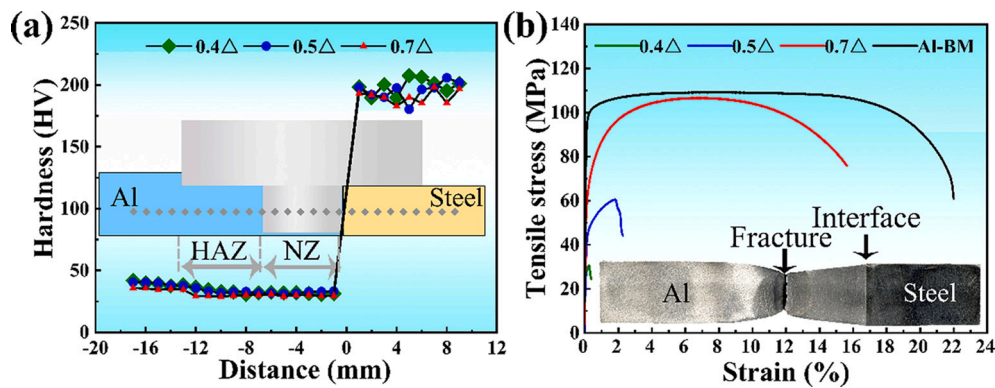 (a)
250
200
150
100
50
0
Hardness (HV)
0.4△ 0.5△ 0.7△
Al
Steel
HAZ NZ
-20 -16 -12 -8 -4 0 4 8 12
Distance (mm)
(b)
140
120
100
80
60
40
20
0
Tensile stress (MPa)
0.4△ 0.5△ 0.7△ Al-BM
Interface
Fracture
Al
Steel
0 2 4 6 8 10 12 14 16 18 20 22 24
Strain (%)